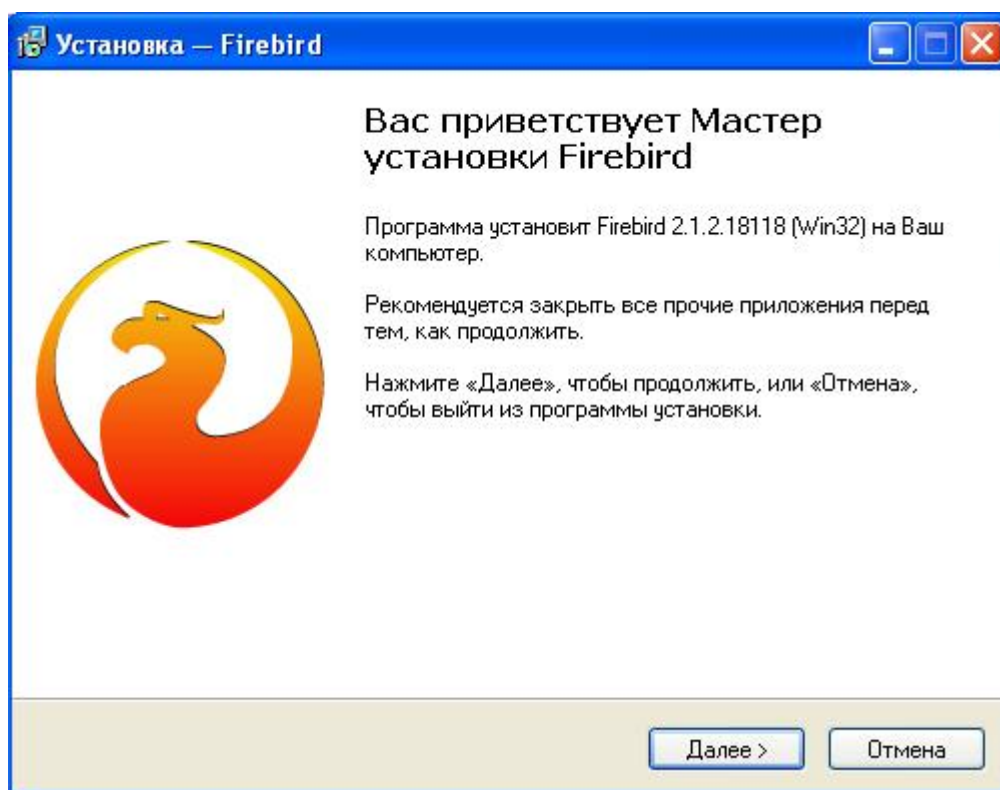 Установка — Firebird
Вас приветствует Мастер
установки Firebird
Программа установит Firebird 2.1.2.18118 (Win32) на Ваш
компьютер.
Рекомендуется закрыть все прочие приложения перед
тем, как продолжить.
Нажмите «Далее», чтобы продолжить, или «Отмена»,
чтобы выйти из программы установки.
Далее >
Отмена